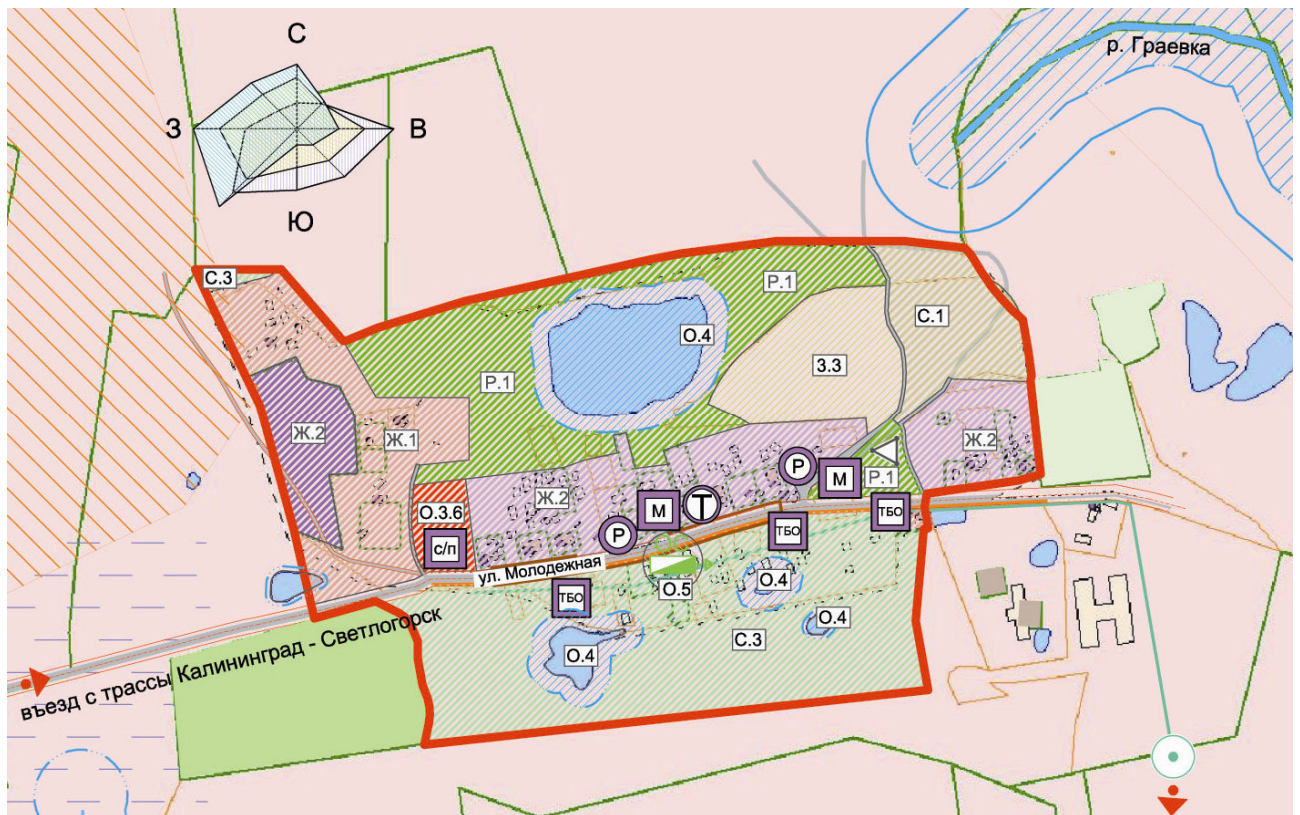 С
р. Граевка
З
В
Ю
С.3
Р.1
О.4
С.1
Р.1
3.3
Ж.2
Ж.1
Ж.2
Ж.2
Р
М
Р.1
О.3.6
М
Т
ТБО
Р
ТБО
с/п
ул. Молодежная
О.4
О.5
ТБО
О.4
С.3
О.4
въезд с трассы Калининград - Светлогорск